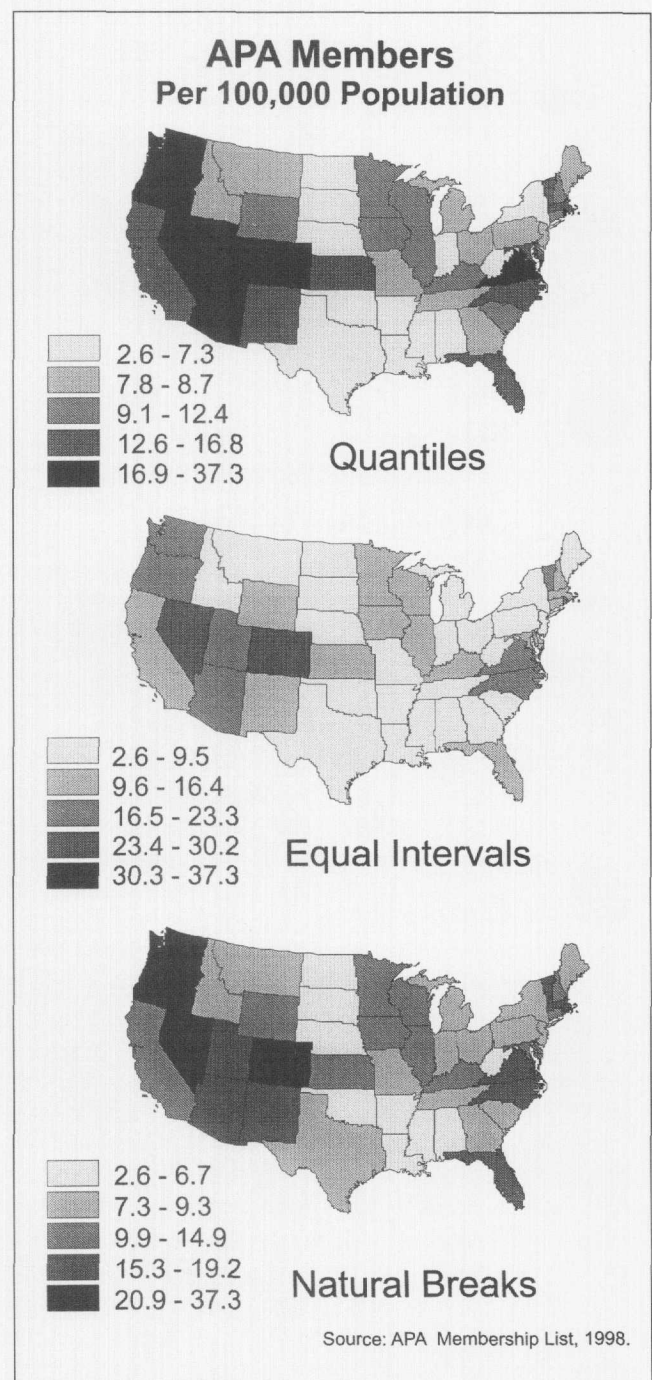 APA Members
Per 100,000 Population
2.6 - 7.3
7.8 - 8.7
9.1 - 12.4
12.6 - 16.8
16.9 - 37.3
Quantiles
2.6 - 9.5
9.6 - 16.4
16.5 - 23.3
23.4 - 30.2
30.3 - 37.3
Equal Intervals
2.6 - 6.7
7.3 - 9.3
9.9 - 14.9
15.3 - 19.2
20.9 - 37.3
Natural Breaks
Source: APA Membership List, 1998.